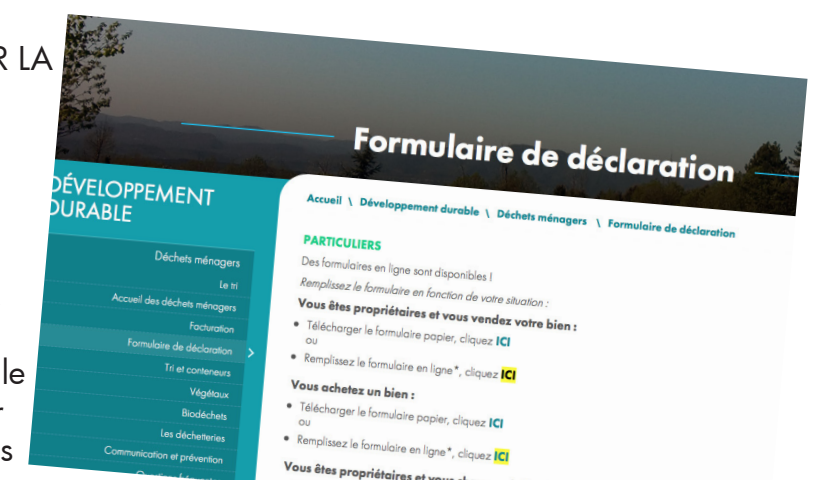 R LA
Formulaire de déclaration
DÉVELOPPEMENT
DURABLE
Déchets ménagers
Le tri
Accueil des déchets ménagers
Facturation
Formulaire de déclaration
Tri et conteneurs
Végétaux
Biodéchets
Les déchetteries
Communication et prévention
Accueil \ Développement durable \ Déchets ménagers \ Formulaire de déclaration
PARTICULIERS
Des formulaires en ligne sont disponibles !
Remplissez le formulaire en fonction de votre situation :
Vous êtes propriétaires et vous vendez votre bien :
• Télécharger le formulaire papier, cliquez ICI
ou
• Remplissez le formulaire en ligne*, cliquez ICI
Vous achetez un bien :
• Télécharger le formulaire papier, cliquez ICI
ou
• Remplissez le formulaire en ligne*, cliquez ICI
Vous êtes propriétaires et vous
le
s